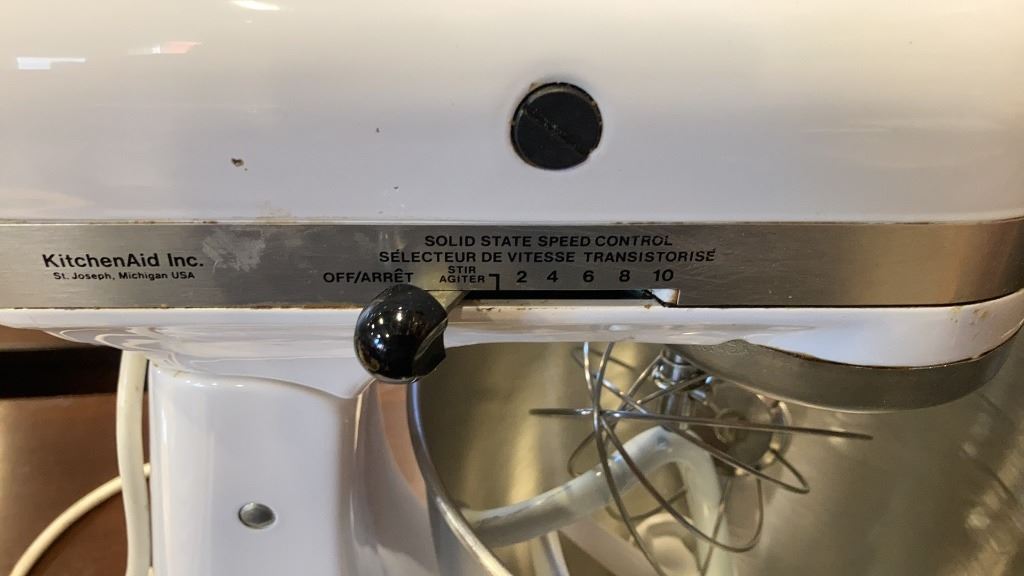 KitchenAid Inc.
St. Joseph, Michigan USA
SOLID STATE SPEED CONTROL
SÉLECTEUR DE VITESSE TRANSISTORISÉ
OFF/ARRÊT STIR AGITER 2 4 6 8 10